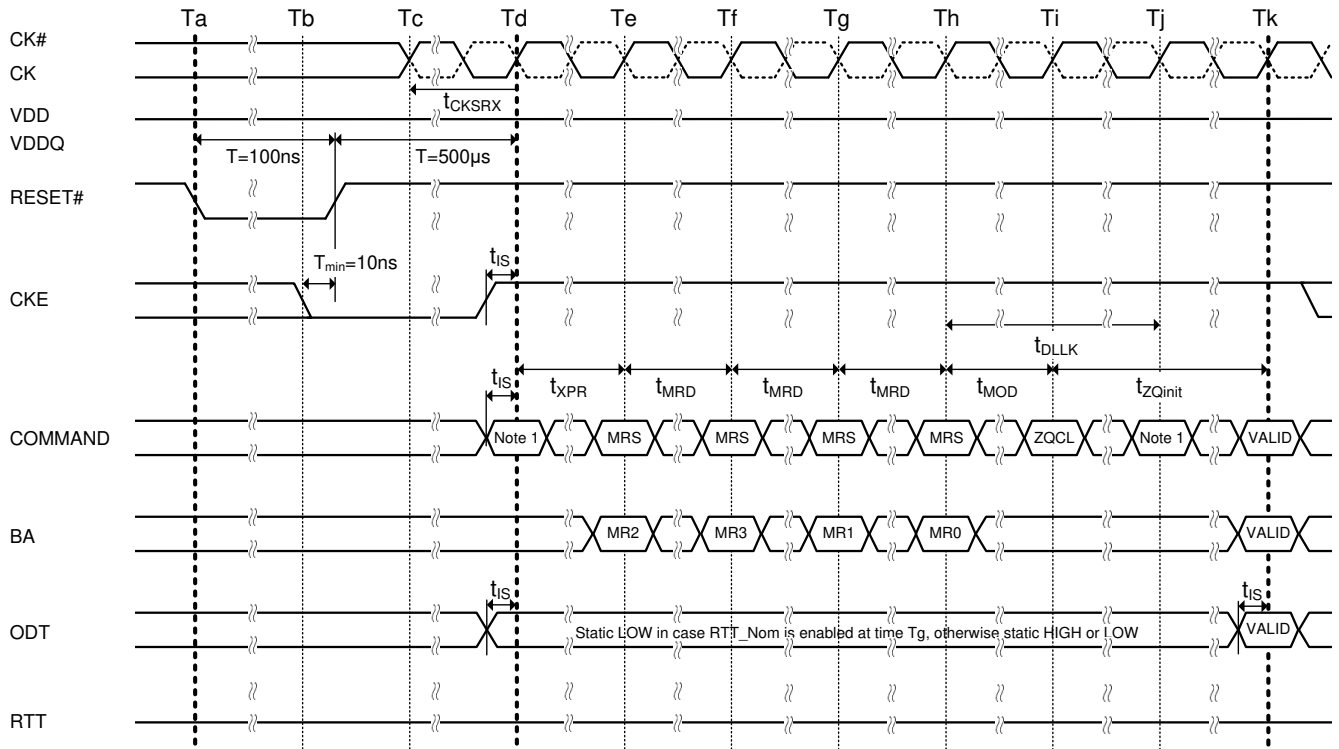 Ta Tb Tc Td Te Tf Tg Th Ti Tj Tk
CK#
CK
tCKSRX
VDD
VDDQ
T=100ns T=500µs
RESET#
Tmin=10ns
tIS
CKE
tDLLK
tIS
tXPR tMRD tMRD tMRD tMOD tZQinit
COMMAND Note 1 MRS MRS MRS MRS ZQCL Note 1 VALID
BA MR2 MR3 MR1 MR0 VALID
tIS tIS
ODT Static LOW in case RTT_Nom is enabled at time Tg, otherwise static HIGH or LOW VALID
RTT